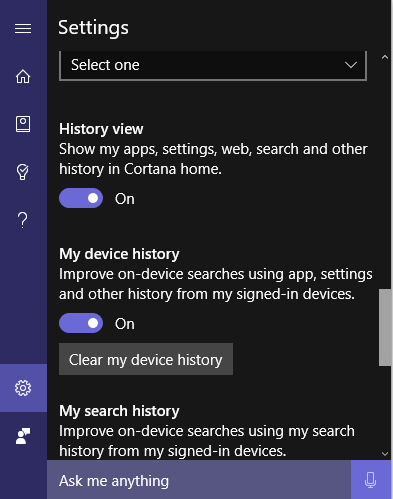 Settings
Select one
History view
Show my apps, settings, web, search and other
history in Cortana home.
On
My device history
Improve on-device searches using app, settings
and other history from my signed-in devices.
On
Clear my device history
My search history
Improve on-device searches using my search
history from my signed-in devices.
Ask me anything